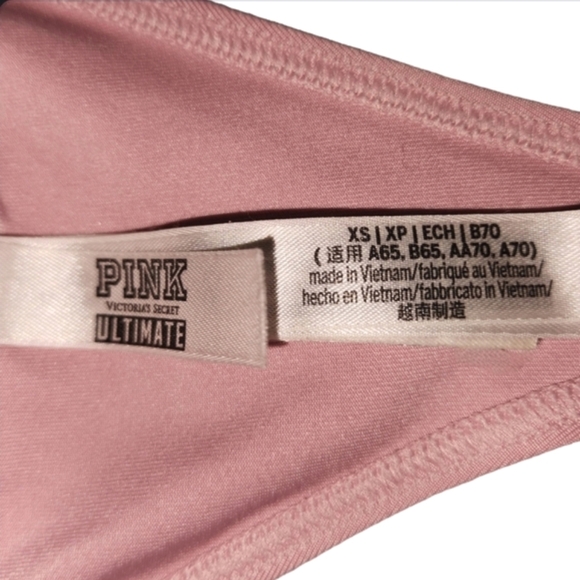 PINK
VICTORIA'S SECRET
ULTIMATE
XS | XP | ECH | B70
(适用 A65, B65, AA70, A70)
made in Vietnam/fabriqué au Vietnam/
hecho en Vietnam/fabbricato in Vietnam/
越南制造